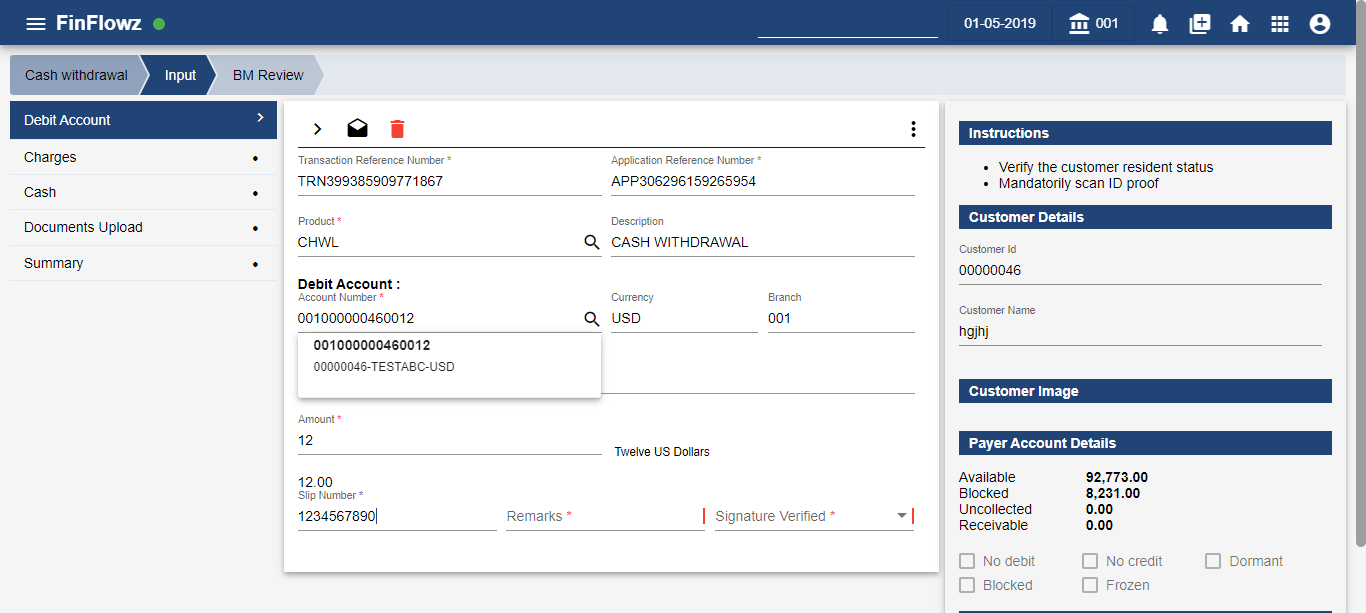 FinFlowz
01-05-2019
001
Cash withdrawal
Input
BM Review
Debit Account
Charges
Cash
Documents Upload
Summary
Transaction Reference Number *
TRN399385909771867
Application Reference Number *
APP306296159265954
Product *
CHWL
Description
CASH WITHDRAWAL
Debit Account :
Account Number *
001000000460012
Currency
USD
Branch
001
001000000460012
00000046-TESTABC-USD
Amount *
12
Twelve US Dollars
12.00
Slip Number *
1234567890
Remarks *
Signature Verified *
Instructions
• Verify the customer resident status
• Mandatorily scan ID proof
Customer Details
Customer Id
00000046
Customer Name
hgjhj
Customer Image
Payer Account Details
Available 92,773.00
Blocked 8,231.00
Uncollected 0.00
Receivable 0.00
No debit No credit Dormant
Blocked Frozen